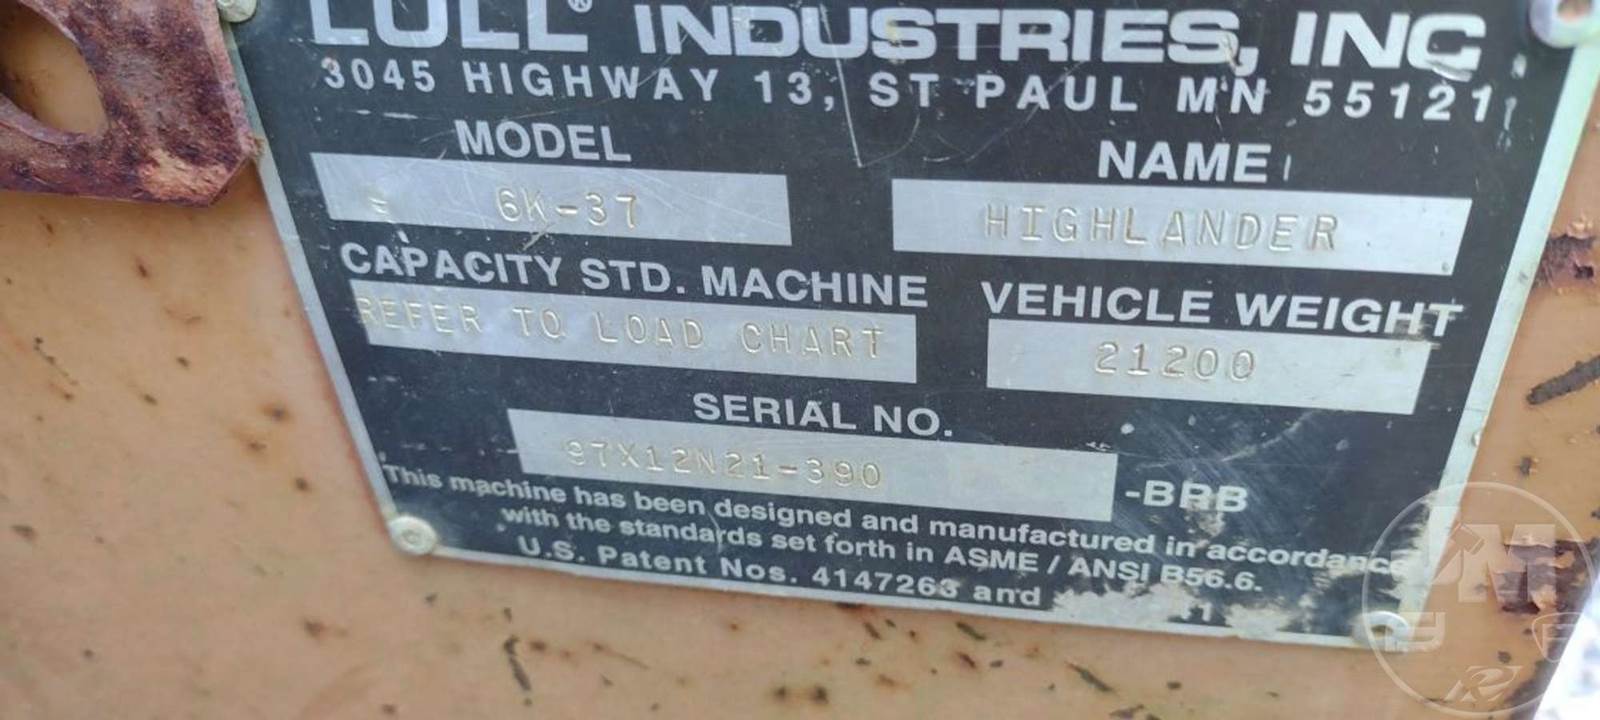 LULL® INDUSTRIES, INC
3045 HIGHWAY 13, ST PAUL MN 55121
MODEL NAME
6K-37 HIGHLANDER
CAPACITY STD. MACHINE VEHICLE WEIGHT
REFER TO LOAD CHART 21200
SERIAL NO.
97X12N21-390 -BRB
This machine has been designed and manufactured in accordance
with the standards set forth in ASME / ANSI B56.6.
U.S. Patent Nos. 4147263 and